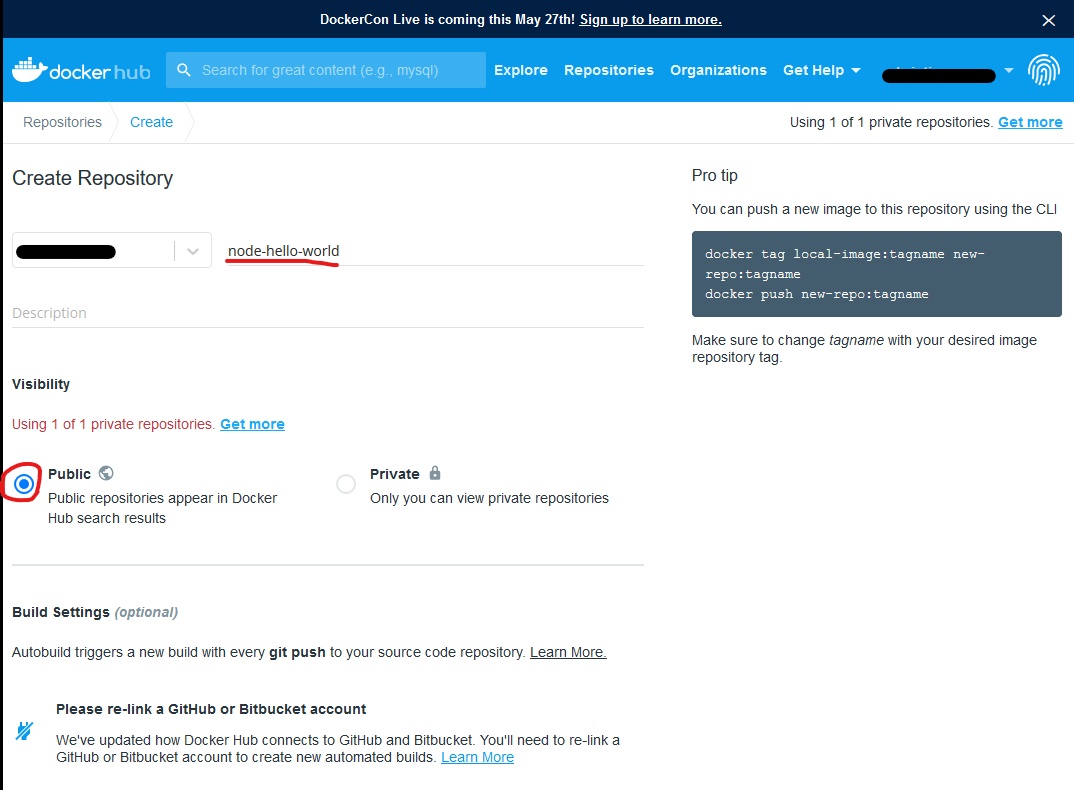 DockerCon Live is coming this May 27th! Sign up to learn more.
docker hub
Search for great content (e.g., mysql)
Explore
Repositories
Organizations
Get Help
Repositories
Create
Using 1 of 1 private repositories. Get more
Create Repository
node-hello-world
Description
Visibility
Using 1 of 1 private repositories. Get more
Public
Public repositories appear in Docker
Hub search results
Private
Only you can view private repositories
Build Settings (optional)
Autobuild triggers a new build with every git push to your source code repository. Learn More.
Please re-link a GitHub or Bitbucket account
We've updated how Docker Hub connects to GitHub and Bitbucket. You'll need to re-link a
GitHub or Bitbucket account to create new automated builds. Learn More
Pro tip
You can push a new image to this repository using the CLI
docker tag local-image:tagname new-
repo:tagname
docker push new-repo:tagname
Make sure to change tagname with your desired image
repository tag.